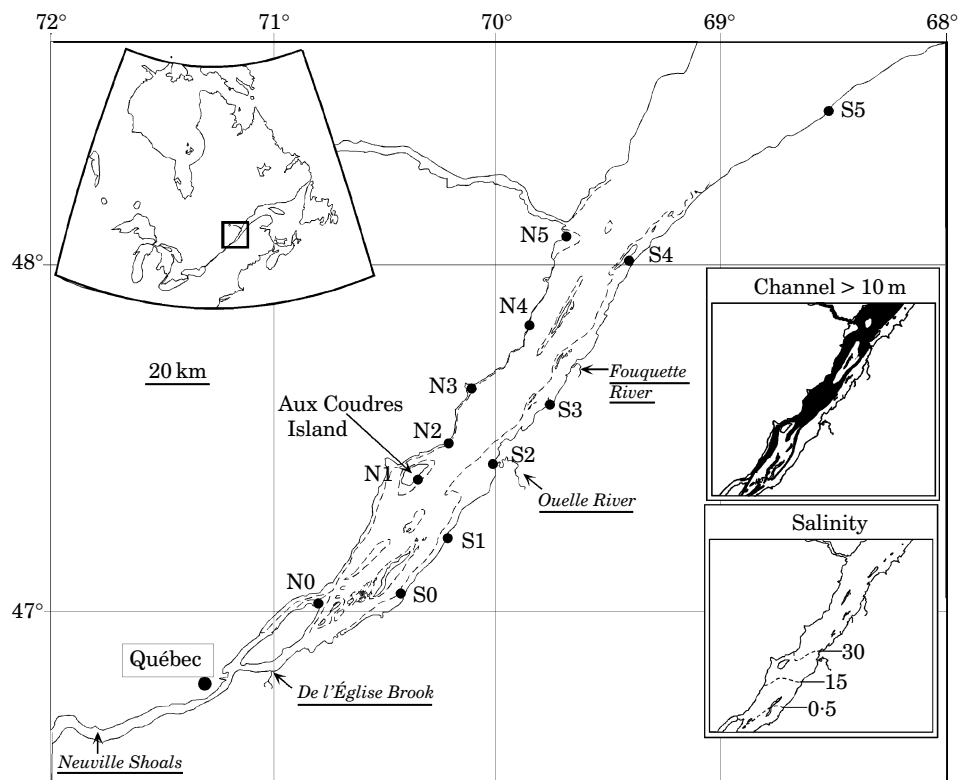 72°
71°
70°
69°
68°
S5
N5
S4
48°
Channel > 10 m
N4
20 km
Fouquette
River
N3
Aux Coudres
Island
S3
N2
S2
N1
Ouelle River
Salinity
S1
N0
S0
47°
30
Québec
15
De l'Église Brook
0·5
Neuville Shoals